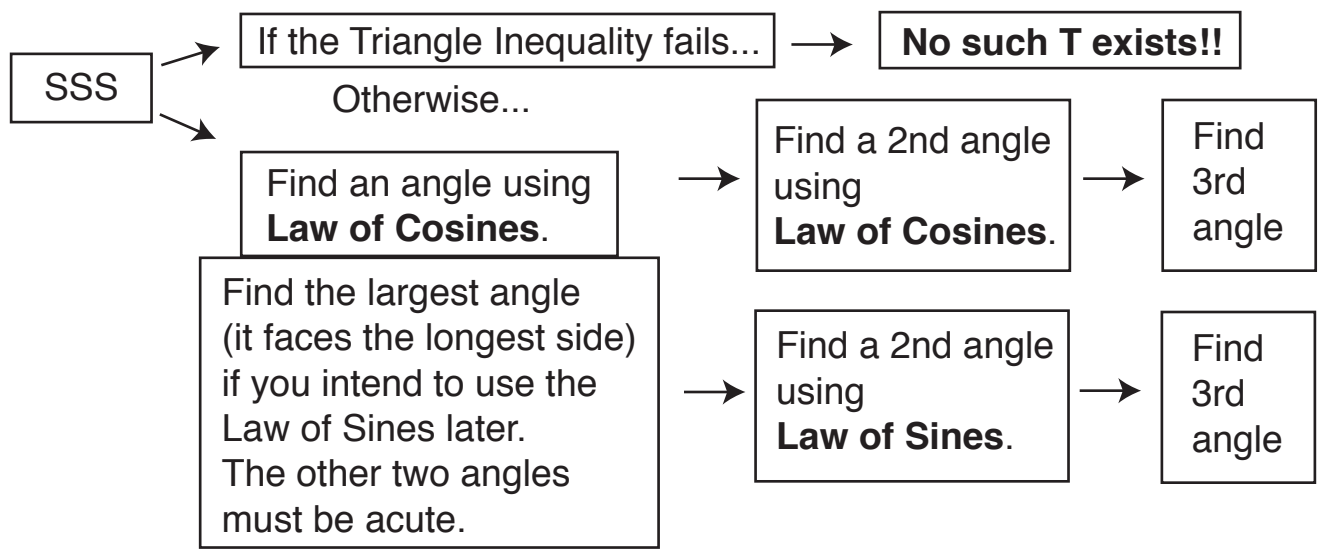 SSS
If the Triangle Inequality fails...
No such T exists!!
Otherwise...
Find an angle using
Law of Cosines.
Find a 2nd angle
using
Law of Cosines.
Find
3rd
angle
Find the largest angle
(it faces the longest side)
if you intend to use the
Law of Sines later.
The other two angles
must be acute.
Find a 2nd angle
using
Law of Sines.
Find
3rd
angle